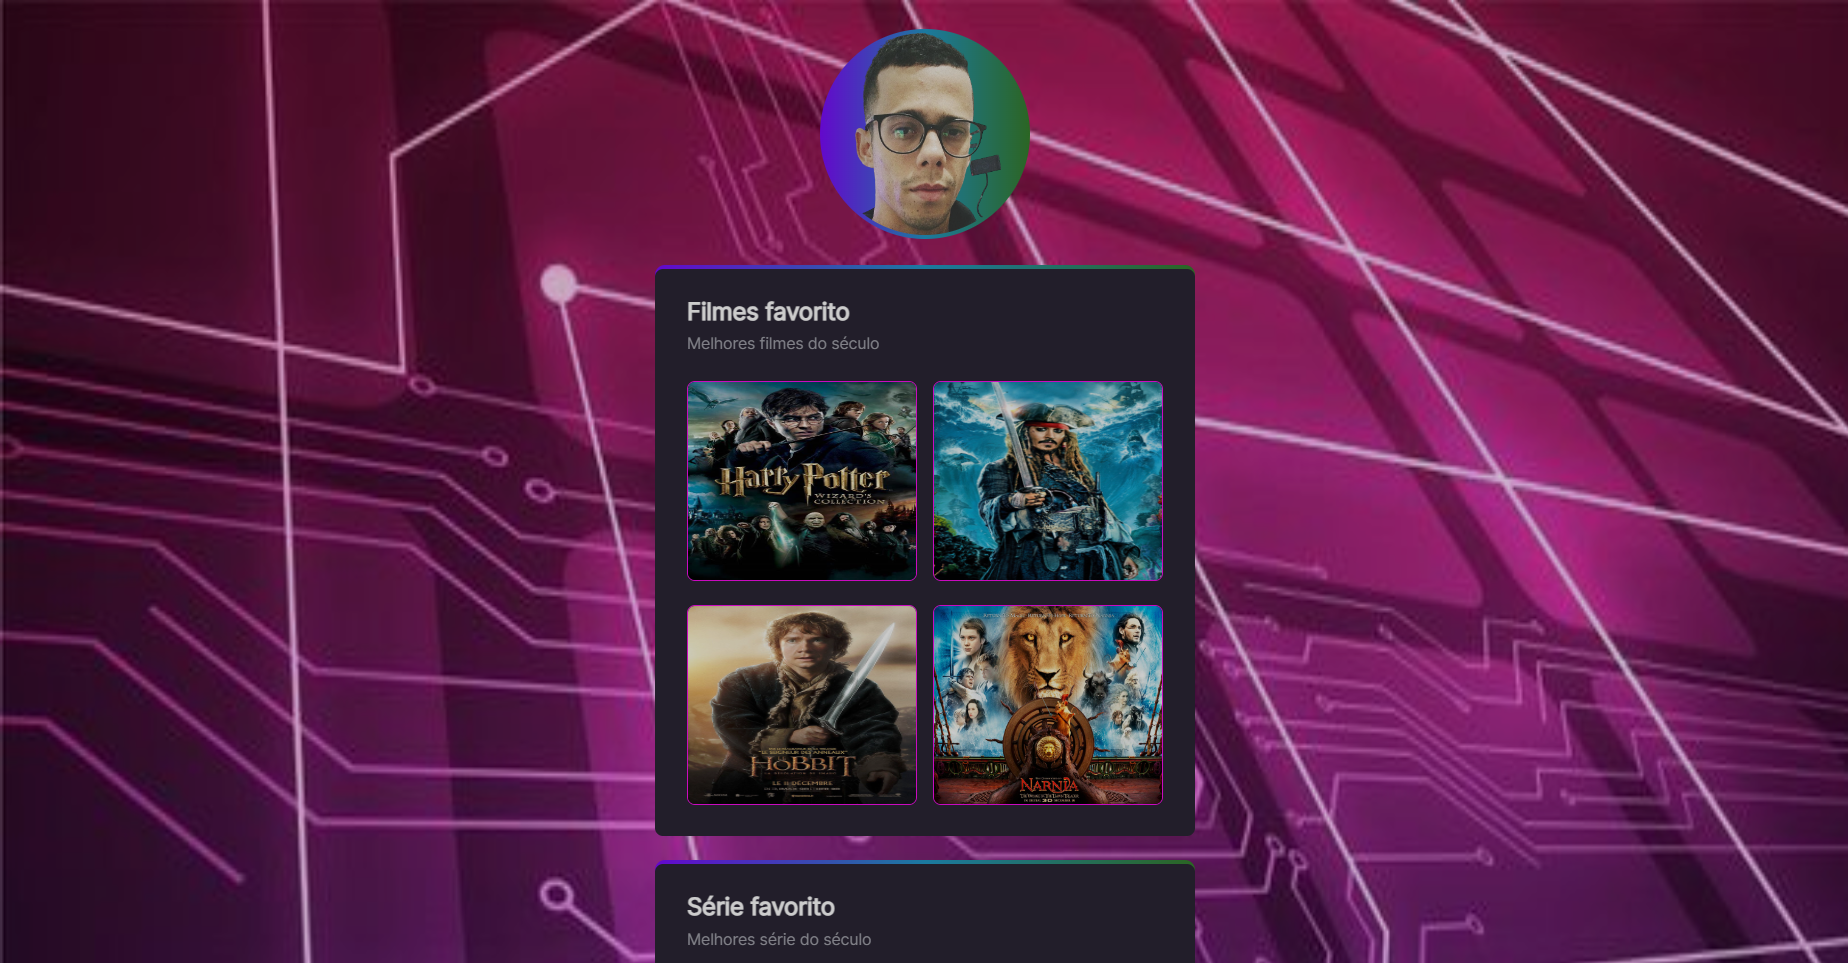 Filmes favorito
Melhores filmes do século
Harry Potter
WIZARD'S
COLLECTION
LE SEIGNEUR DES ANNEAUX
HOBBIT
LE 11 DÉCEMBRE
NARNIA
Série favorito
Melhores série do século